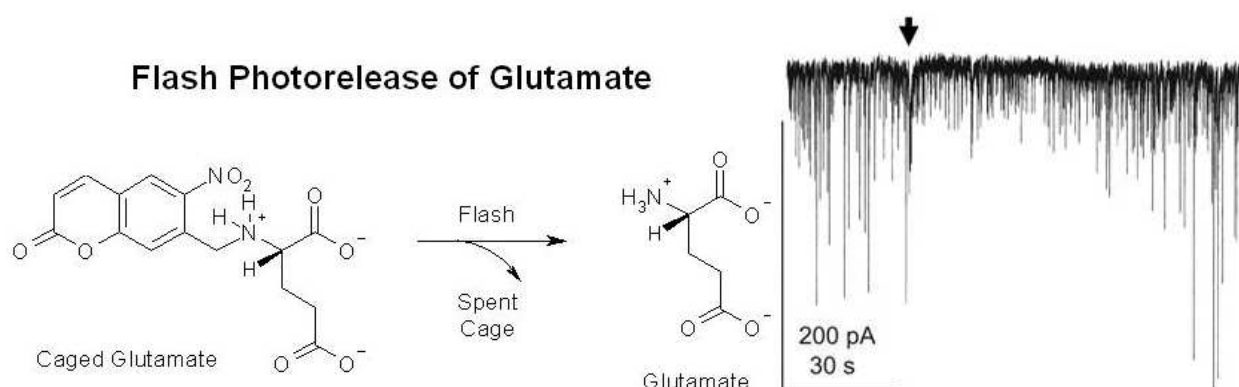 Flash Photorelease of Glutamate
NO2
H
H N +
O
O-
O
O
H
O
O-
Caged Glutamate
Flash
Spent
Cage
H3N +
O
O-
H
O
O-
Glutamate
200 pA
30 s